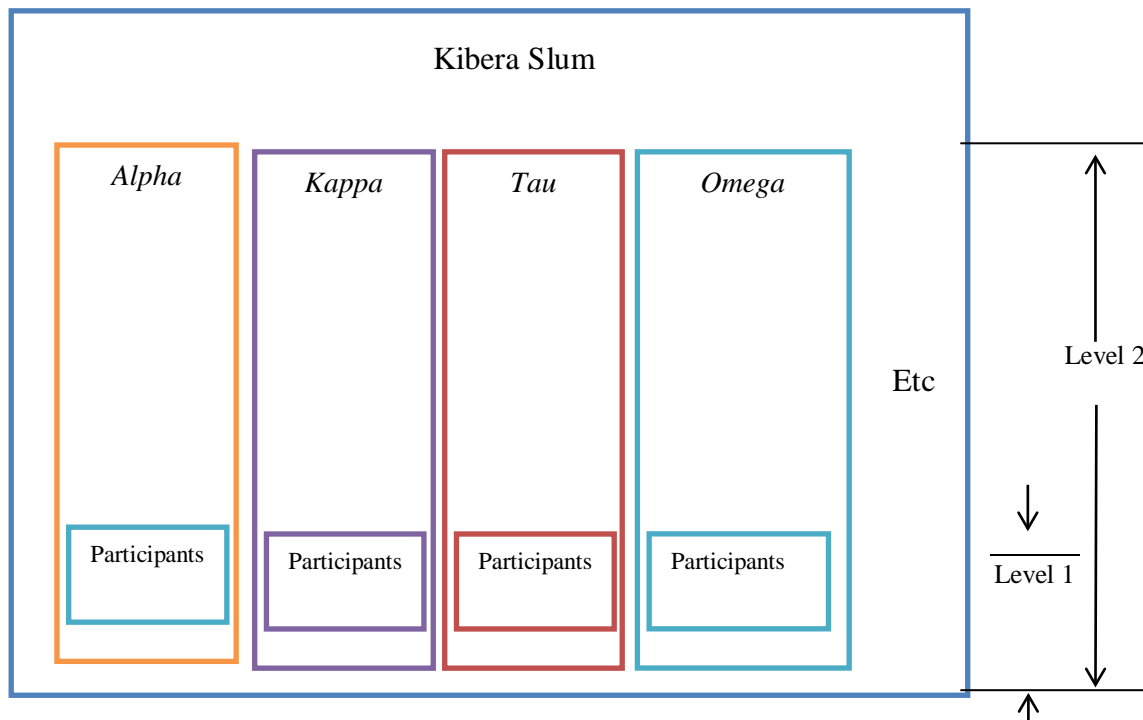 Kibera Slum
Alpha
Kappa
Tau
Omega
Level 2
Etc
Participants
Participants
Participants
Participants
Level 1